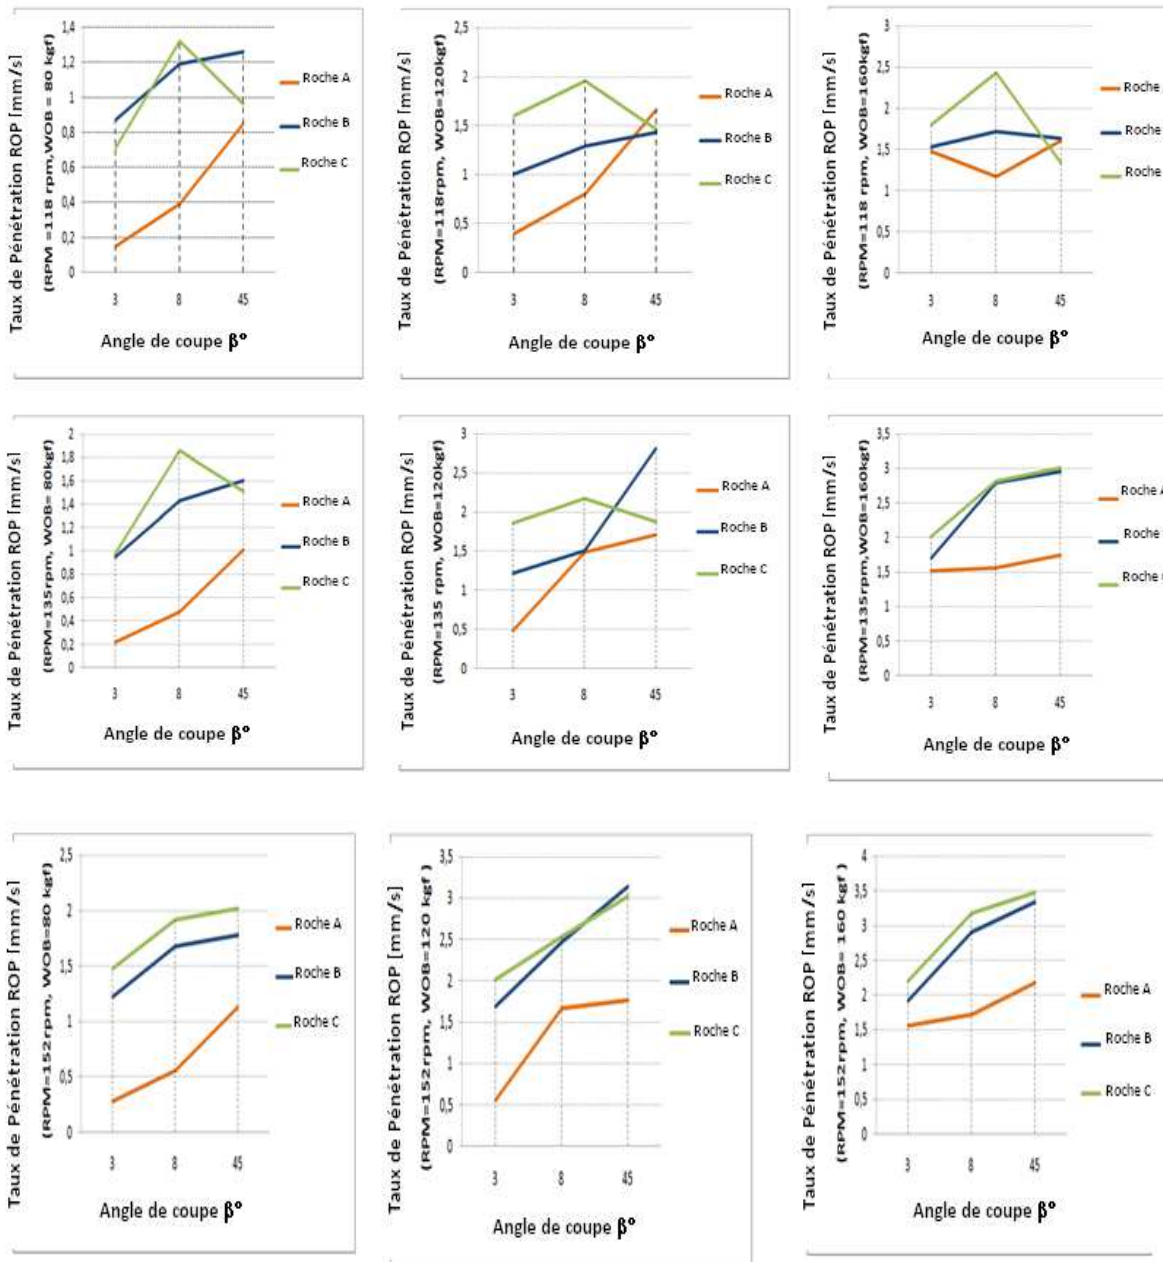 Taux de Pénétration ROP [mm/s]
(RPM =118 rpm,WOB = 80 kgf)
1,4
1,2
1
0,8
0,6
0,4
0,2
0
3 8 45
Angle de coupe β°
Roche A
Roche B
Roche C
Taux de Pénétration ROP [mm/s]
(RPM=118rpm, WOB=120kgf)
2,5
2
1,5
1
0,5
0
3 8 45
Angle de coupe β°
Roche A
Roche B
Roche C
Taux de Pénétration ROP [mm/s]
(RPM=118 rpm, WOB=160kgf)
3
2,5
2
1,5
1
0,5
0
3 8 45
Angle de coupe β°
Roche
Roche
Roche
Taux de Pénétration ROP [mm/s]
(RPM=135rpm, WOB= 80kgf)
2
1,8
1,6
1,4
1,2
1
0,8
0,6
0,4
0,2
0
3 8 45
Angle de coupe β°
Roche A
Roche B
Roche C
Taux de Pénétration ROP [mm/s]
(RPM=135 rpm, WOB=120kgf)
3
2,5
2
1,5
1
0,5
0
3 8 45
Angle de coupe β°
Roche A
Roche B
Roche C
Taux de Pénétration ROP [mm/s]
(RPM=135rpm,WOB=160kgf)
3,5
3
2,5
2
1,5
1
0,5
0
3 8 45
Angle de coupe β°
Roche A
Roche
Roche
Taux de Pénétration ROP [mm/s]
(RPM=152rpm, WOB=80 kgf)
2,5
2
1,5
1
0,5
0
3 8 45
Angle de coupe β°
Roche A
Roche B
Roche C
Taux de Pénétration ROP [mm/s]
(RPM=152rpm, WOB=120 kgf )
3,5
3
2,5
2
1,5
1
0,5
0
3 8 45
Angle de coupe β°
Roche A
Roche B
Roche C
Taux de Pénétration ROP [mm/s]
(RPM=152rpm, WOB= 160 kgf )
4
3,5
3
2,5
2
1,5
1
0,5
0
3 8 45
Angle de coupe β°
Roche A
Roche B
Roche C